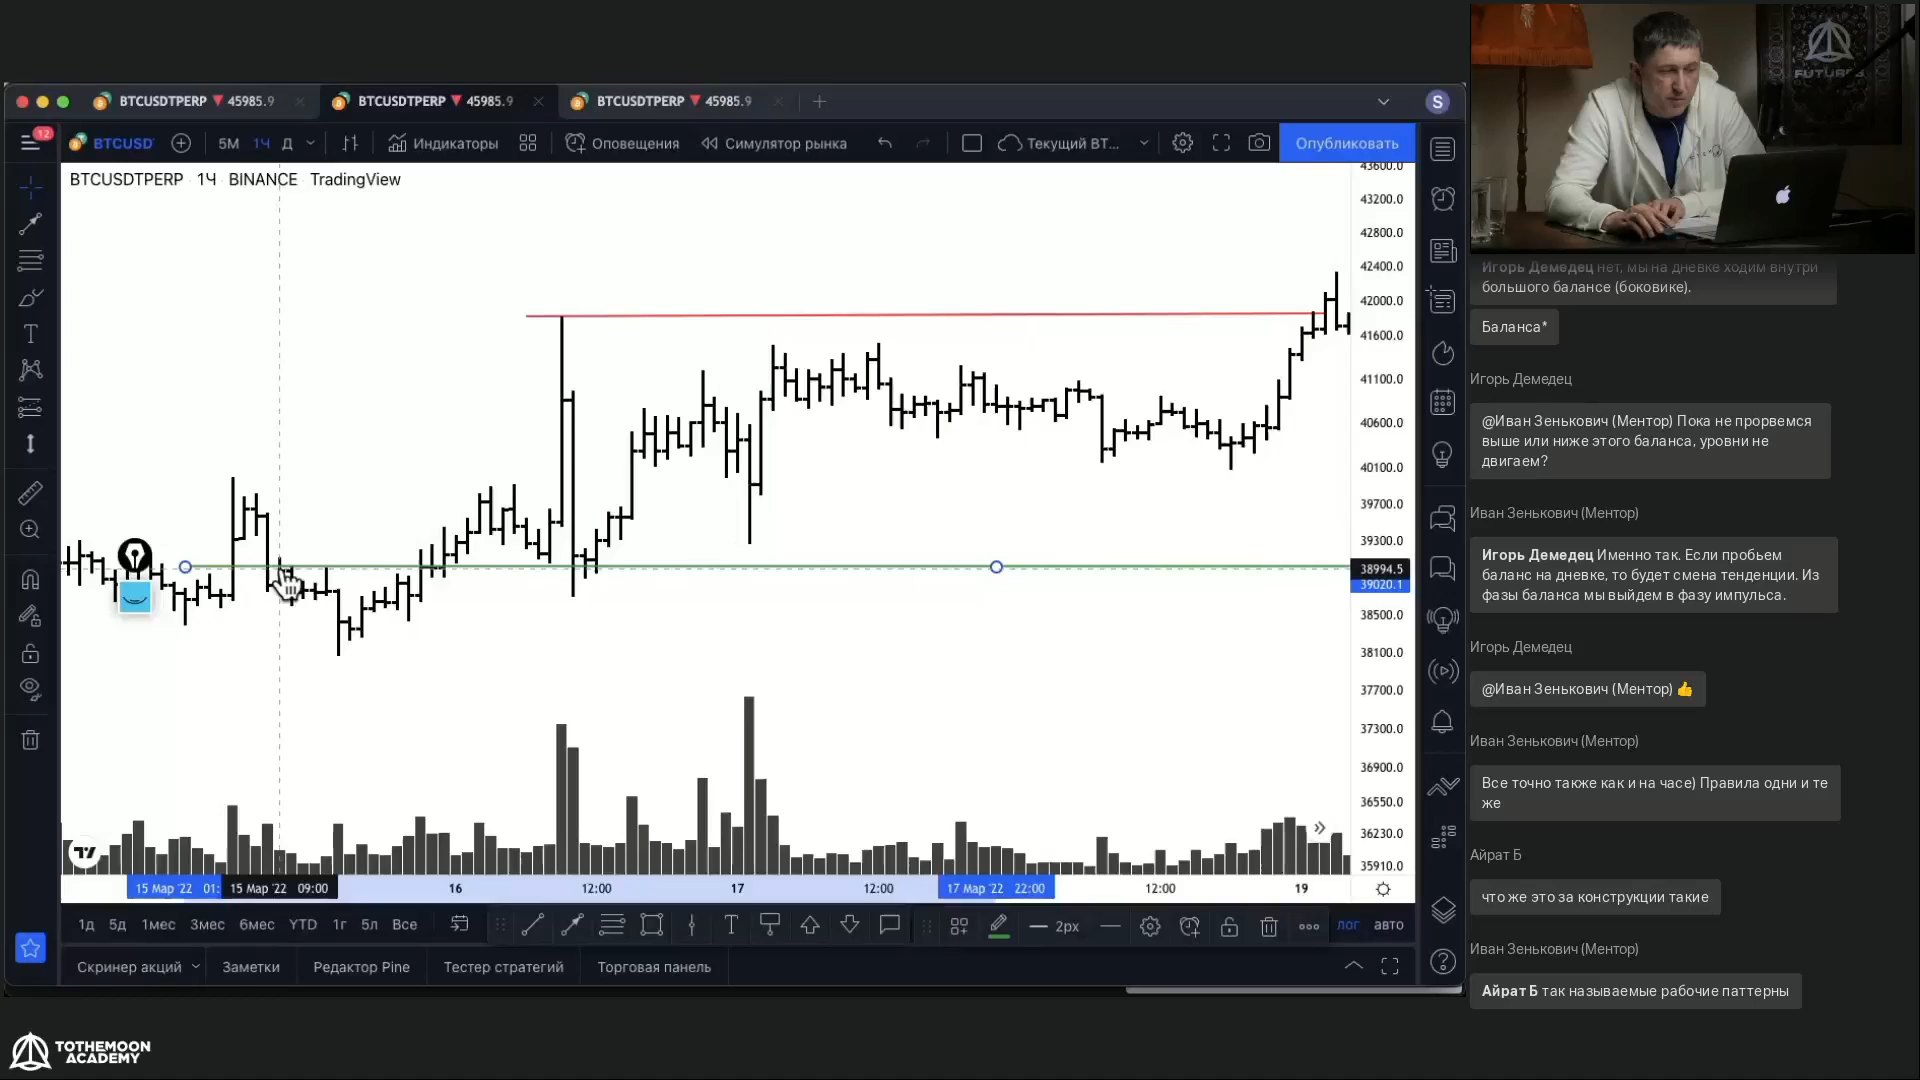 BTCUSDTPERP ▼ 45985.9
BTCUSDTPERP ▼ 45985.9
BTCUSDTPERP ▼ 45985.9
S
12
BTCUSD
5М
1Ч
Д
Индикаторы
Оповещения
Симулятор рынка
Текущий BT...
Опубликовать
BTCUSDTPERP · 1Ч · BINANCE · TradingView
43600.0
43200.0
42800.0
42400.0
42000.0
41600.0
41100.0
40600.0
40100.0
39700.0
39300.0
38994.5
39020.1
38500.0
38100.0
37700.0
37300.0
36900.0
36550.0
36230.0
35910.0
15 Мар '22 01:
15 Мар '22 09:00
16
12:00
17
12:00
17 Мар '22 22:00
12:00
19
1д
5д
1мес
3мес
6мес
YTD
1г
5л
Все
2px
лог
авто
Скринер акций
Заметки
Редактор Pine
Тестер стратегий
Торговая панель
TOTHEMOON
ACADEMY
FUTURES
Игорь Демедец нет, мы на дневке ходим внутри
большого балансе (боковике).
Баланса*
Игорь Демедец
@Иван Зенькович (Ментор) Пока не прорвемся
выше или ниже этого баланса, уровни не
двигаем?
Иван Зенькович (Ментор)
Игорь Демедец Именно так. Если пробьем
баланс на дневке, то будет смена тенденции. Из
фазы баланса мы выйдем в фазу импульса.
Игорь Демедец
@Иван Зенькович (Ментор) 👍
Иван Зенькович (Ментор)
Все точно также как и на часе) Правила одни и те
же
Айрат Б
что же это за конструкции такие
Иван Зенькович (Ментор)
Айрат Б так называемые рабочие паттерны